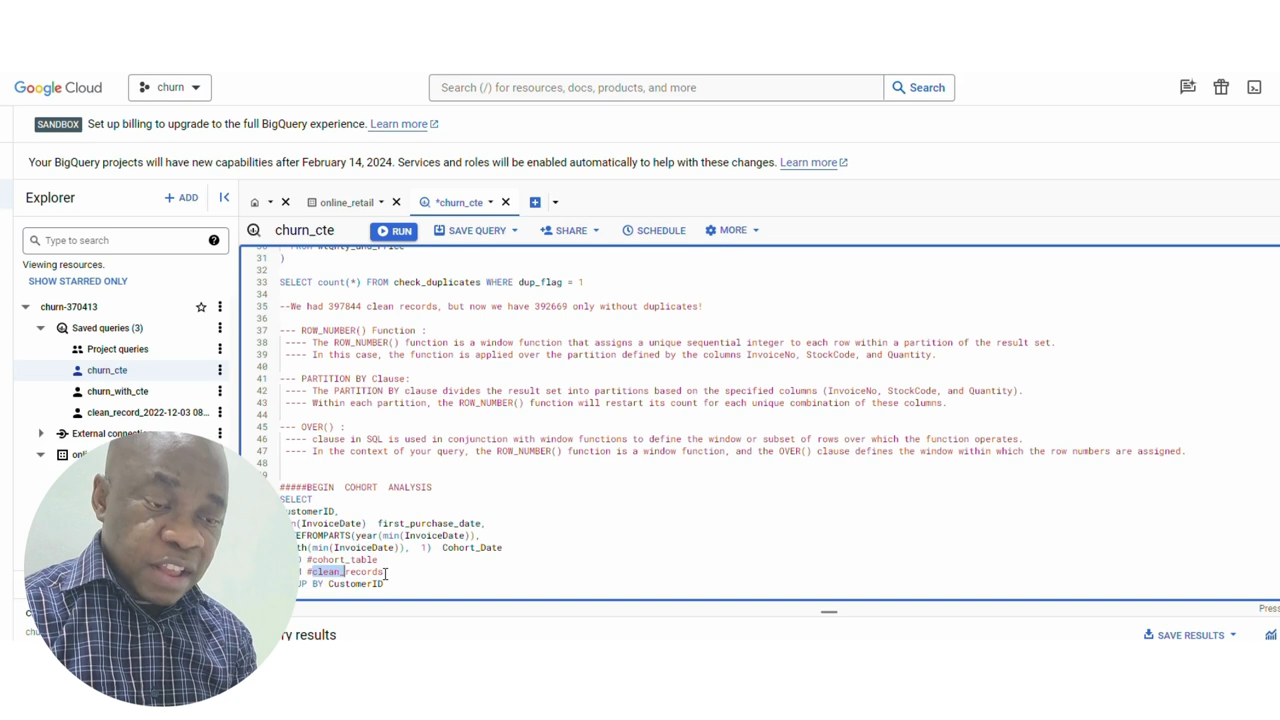 Google Cloud
churn
Search (/) for resources, docs, products, and more
Search
SANDBOX Set up billing to upgrade to the full BigQuery experience. Learn more
Your BigQuery projects will have new capabilities after February 14, 2024. Services and roles will be enabled automatically to help with these changes. Learn more
Explorer
+ ADD
online_retail
*churn_cte
Type to search
churn_cte
RUN
SAVE QUERY
SHARE
SCHEDULE
MORE
Viewing resources.
SHOW STARRED ONLY
churn-370413
Saved queries (3)
Project queries
churn_cte
churn_with_cte
clean_record_2022-12-03 08...
External
31 )
32
33 SELECT count(*) FROM check_duplicates WHERE dup_flag = 1
34
35 --We had 397844 clean records, but now we have 392669 only without duplicates!
36
37 --- ROW_NUMBER() Function :
38 ---- The ROW_NUMBER() function is a window function that assigns a unique sequential integer to each row within a partition of the result set.
39 ---- In this case, the function is applied over the partition defined by the columns InvoiceNo, StockCode, and Quantity.
40
41 --- PARTITION BY Clause:
42 ---- The PARTITION BY clause divides the result set into partitions based on the specified columns (InvoiceNo, StockCode, and Quantity).
43 ---- Within each partition, the ROW_NUMBER() function will restart its count for each unique combination of these columns.
44
45 --- OVER() :
46 ---- clause in SQL is used in conjunction with window functions to define the window or subset of rows over which the function operates.
47 ---- In the context of your query, the ROW_NUMBER() function is a window function, and the OVER() clause defines the window within which the row numbers are assigned.
48
#####BEGIN COHORT ANALYSIS
SELECT
ustomerID,
n(InvoiceDate) first_purchase_date,
EFROMPARTS(year(min(InvoiceDate)),
th(min(InvoiceDate)), 1) Cohort_Date
#cohort_table
#clean_records
UP BY CustomerID
Press
ry results
SAVE RESULTS